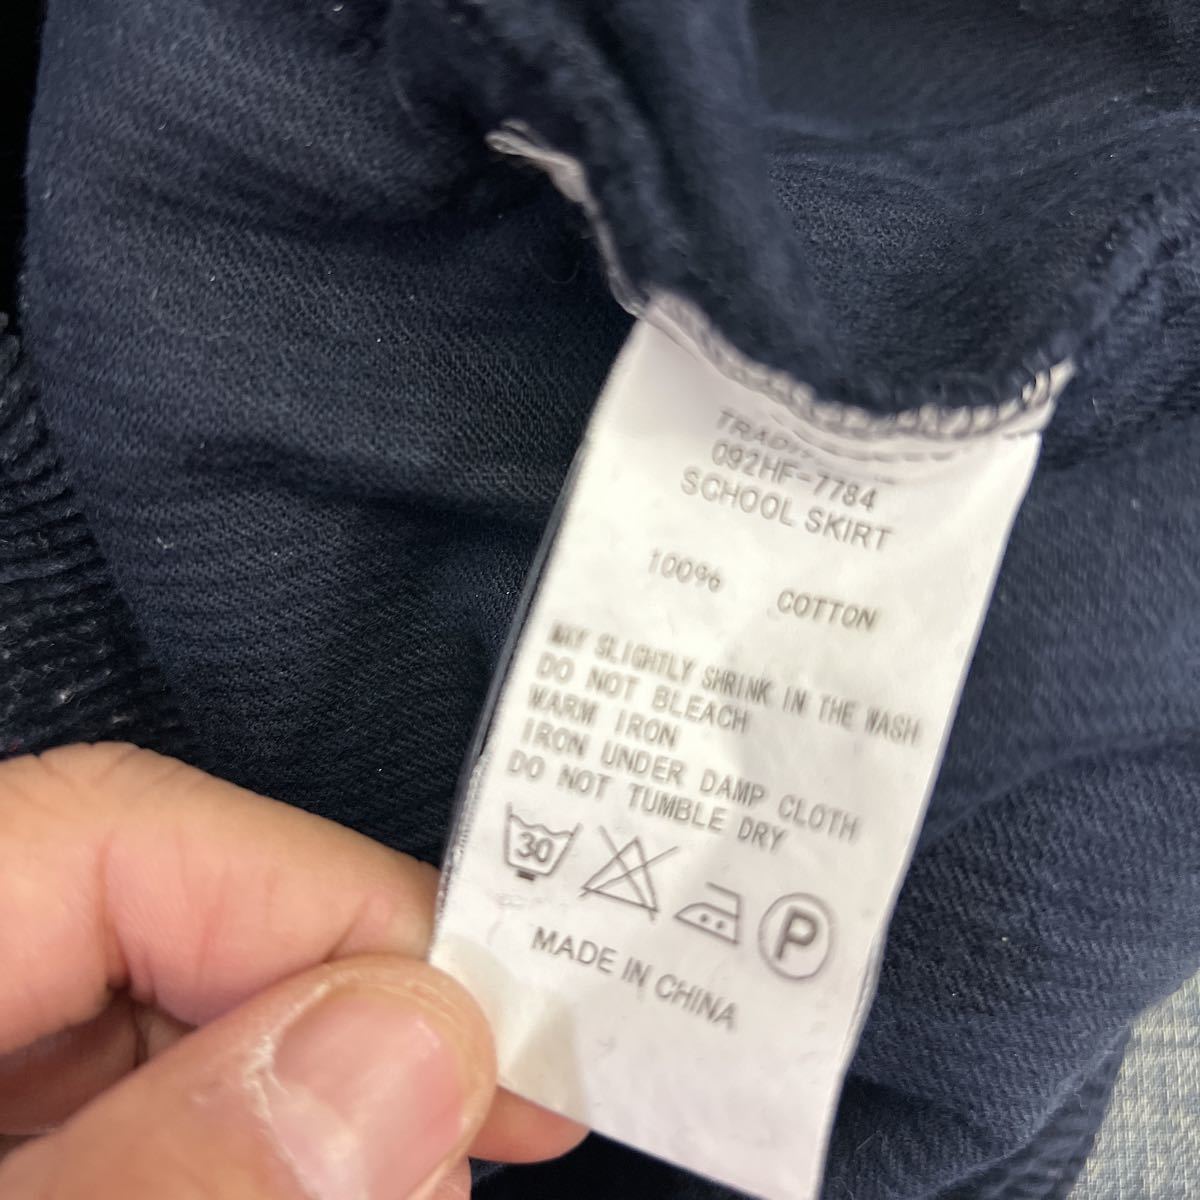 092HF-7784
SCHOOL SKIRT
100% COTTON
MAY SLIGHTLY SHRINK IN THE WASH
DO NOT BLEACH
WARM IRON
IRON UNDER DAMP CLOTH
DO NOT TUMBLE DRY
30 P
MADE IN CHINA